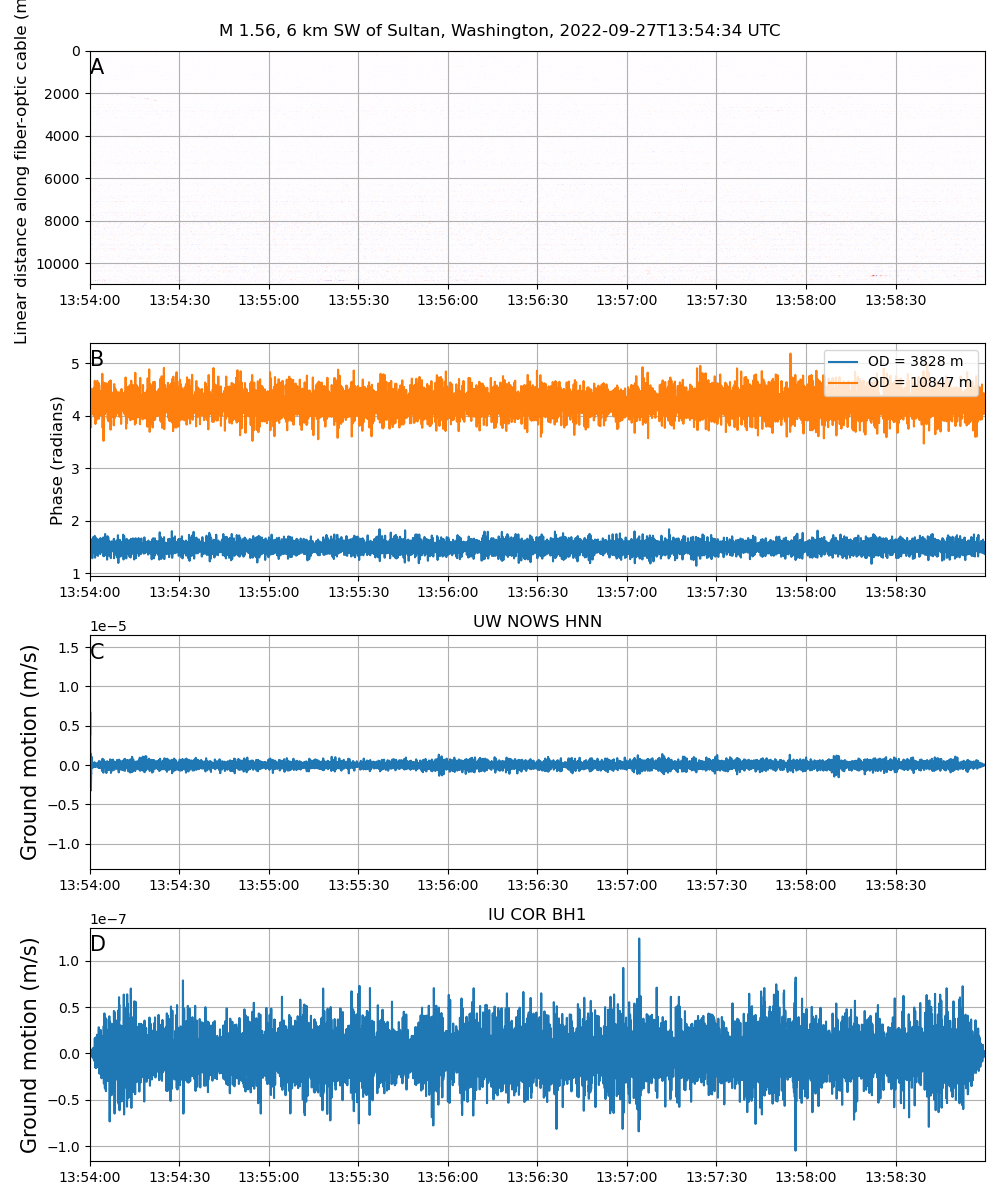 M 1.56, 6 km SW of Sultan, Washington, 2022-09-27T13:54:34 UTC
Linear distance along fiber-optic cable (m
A
0
2000
4000
6000
8000
10000
13:54:00 13:54:30 13:55:00 13:55:30 13:56:00 13:56:30 13:57:00 13:57:30 13:58:00 13:58:30
Phase (radians)
B
5
4
3
2
1
OD = 3828 m
OD = 10847 m
13:54:00 13:54:30 13:55:00 13:55:30 13:56:00 13:56:30 13:57:00 13:57:30 13:58:00 13:58:30
UW NOWS HNN
1e−5
Ground motion (m/s)
C
1.5
1.0
0.5
0.0
−0.5
−1.0
13:54:00 13:54:30 13:55:00 13:55:30 13:56:00 13:56:30 13:57:00 13:57:30 13:58:00 13:58:30
IU COR BH1
1e−7
Ground motion (m/s)
D
1.0
0.5
0.0
−0.5
−1.0
13:54:00 13:54:30 13:55:00 13:55:30 13:56:00 13:56:30 13:57:00 13:57:30 13:58:00 13:58:30